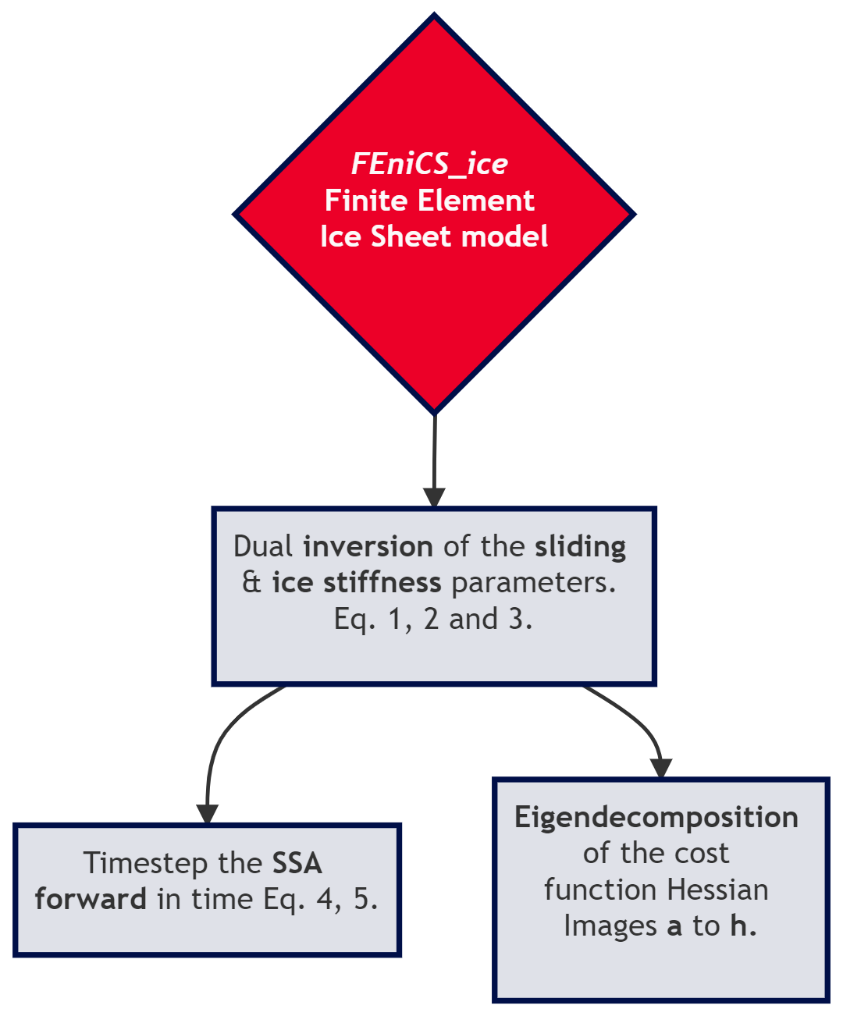 FEniCS_ice
Finite Element
Ice Sheet model
Dual inversion of the sliding
& ice stiffness parameters.
Eq. 1, 2 and 3.
Timestep the SSA
forward in time Eq. 4, 5.
Eigendecomposition
of the cost
function Hessian
Images a to h.